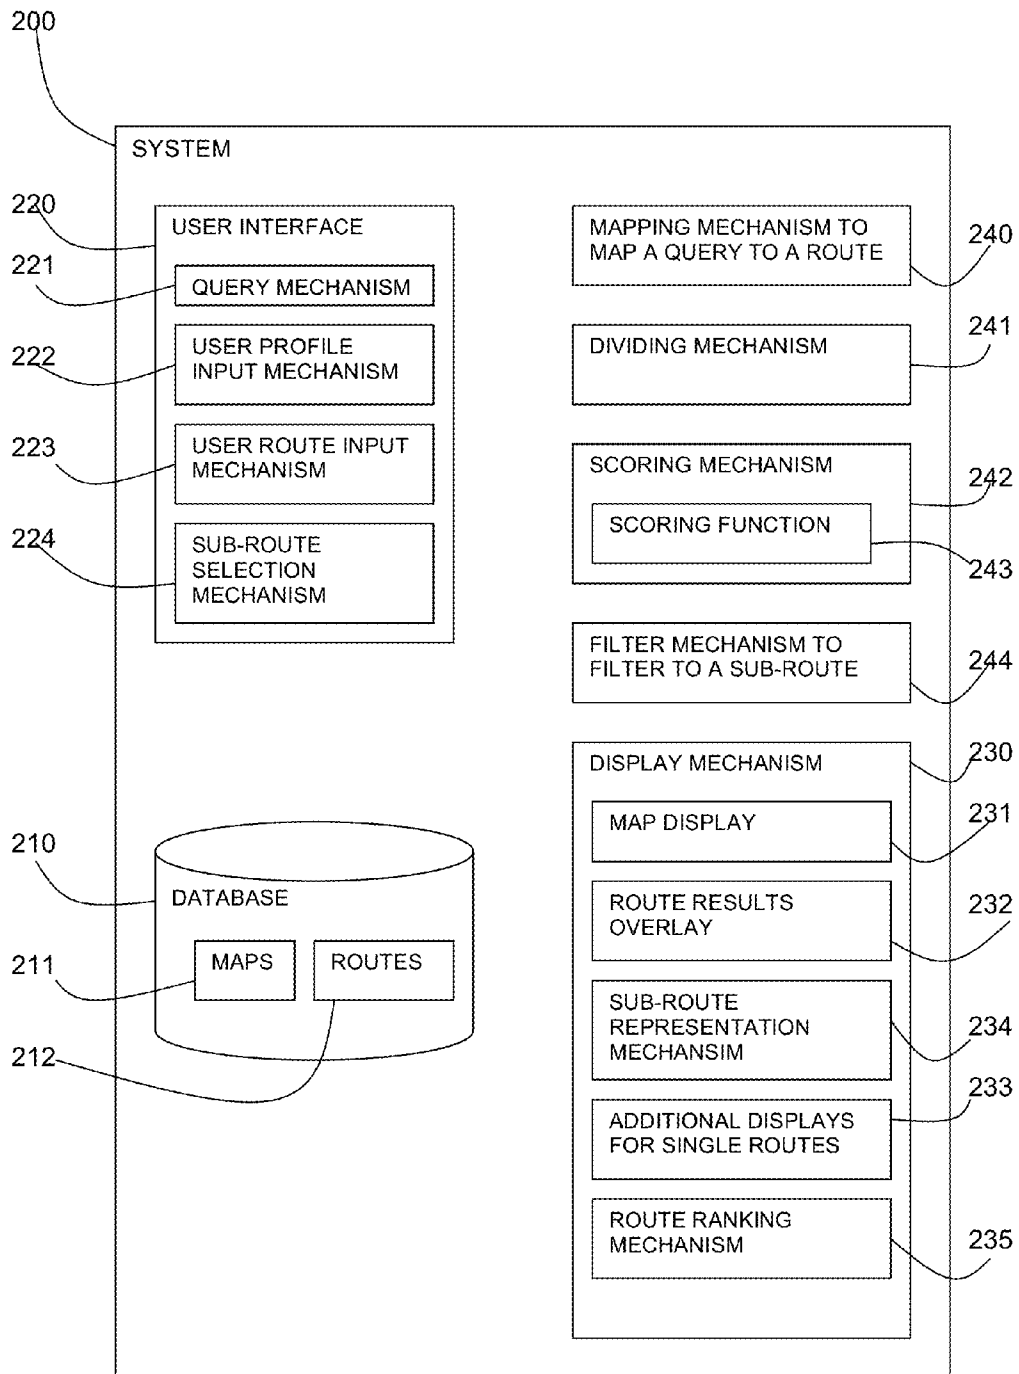 200
SYSTEM
220
USER INTERFACE
221
QUERY MECHANISM
222
USER PROFILE
INPUT MECHANISM
223
USER ROUTE INPUT
MECHANISM
224
SUB-ROUTE
SELECTION
MECHANISM
210
DATABASE
211
MAPS
ROUTES
212
MAPPING MECHANISM TO
MAP A QUERY TO A ROUTE
240
DIVIDING MECHANISM
241
SCORING MECHANISM
242
SCORING FUNCTION
243
FILTER MECHANISM TO
FILTER TO A SUB-ROUTE
244
DISPLAY MECHANISM
230
MAP DISPLAY
231
ROUTE RESULTS
OVERLAY
232
SUB-ROUTE
REPRESENTATION
MECHANSIM
234
ADDITIONAL DISPLAYS
FOR SINGLE ROUTES
233
ROUTE RANKING
MECHANISM
235